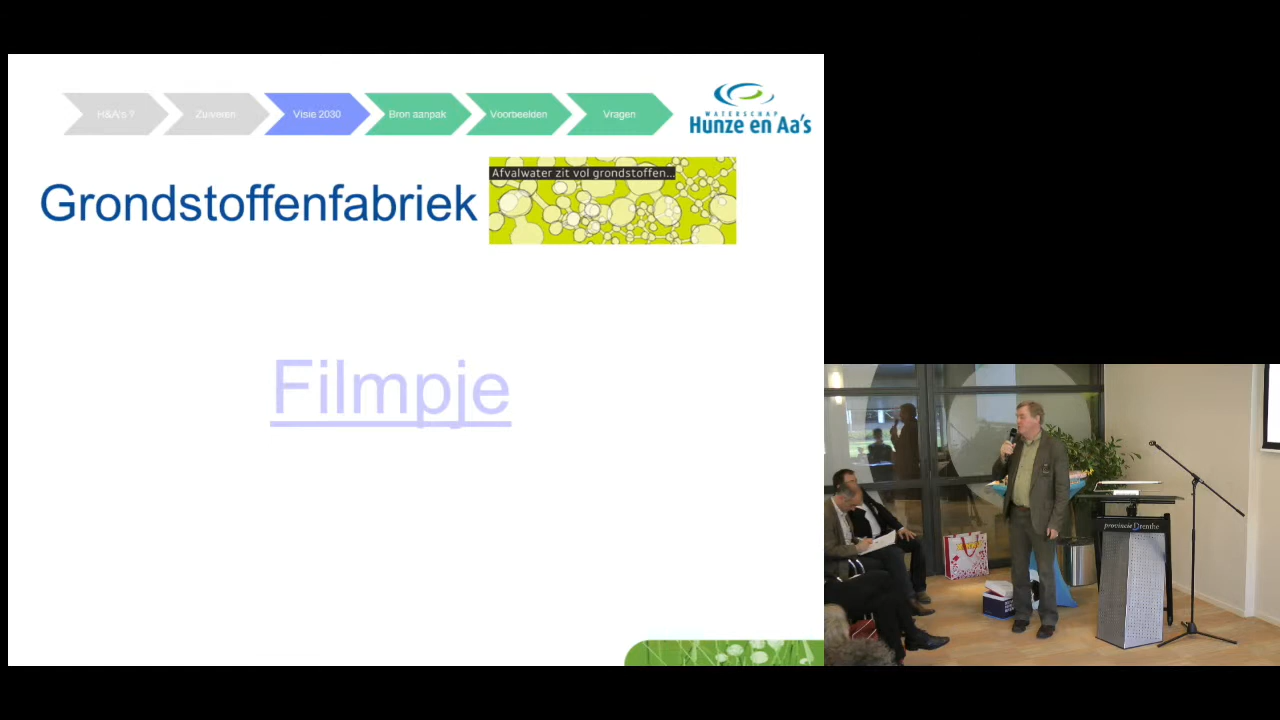 H&A's ?
Zuiveren
Visie 2030
Bron aanpak
Voorbeelden
Vragen
WATERSCHAP
Hunze en Aa's
Grondstoffenfabriek
Afvalwater zit vol grondstoffen...
Filmpje
provincie Drenthe